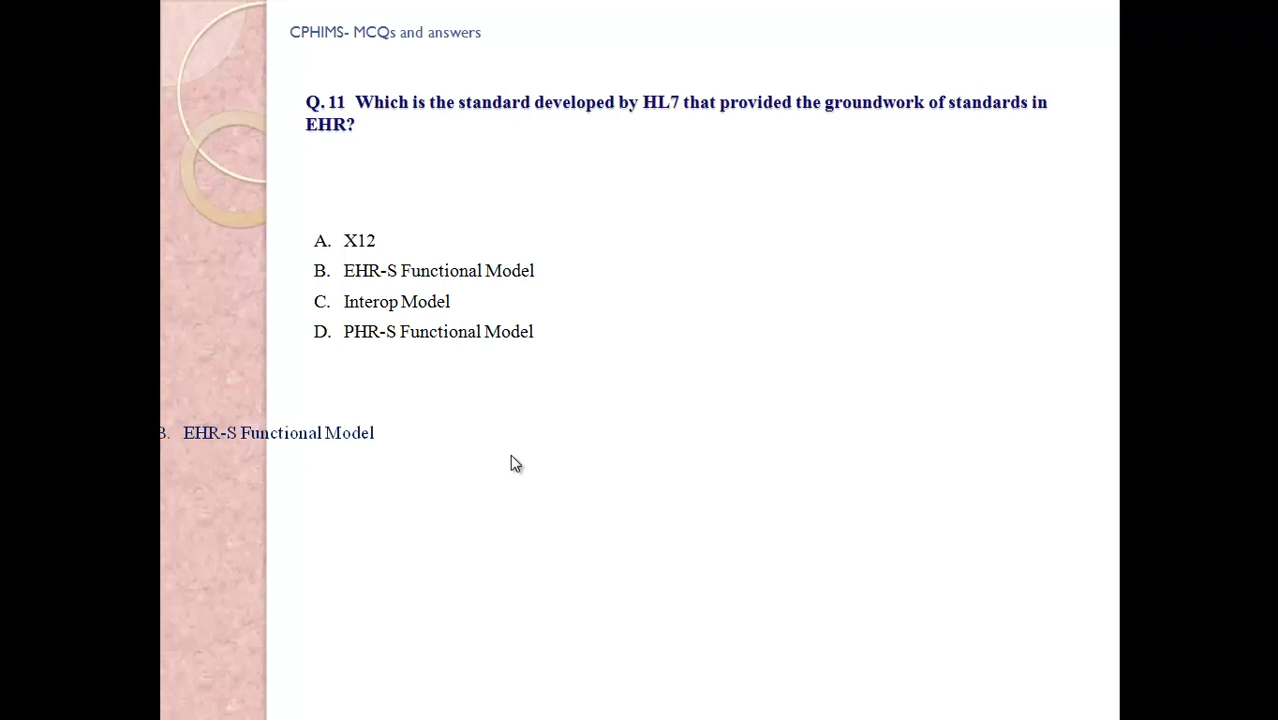 CPHIMS- MCQs and answers
Q. 11 Which is the standard developed by HL7 that provided the groundwork of standards in
EHR?
A. X12
B. EHR-S Functional Model
C. Interop Model
D. PHR-S Functional Model
B. EHR-S Functional Model